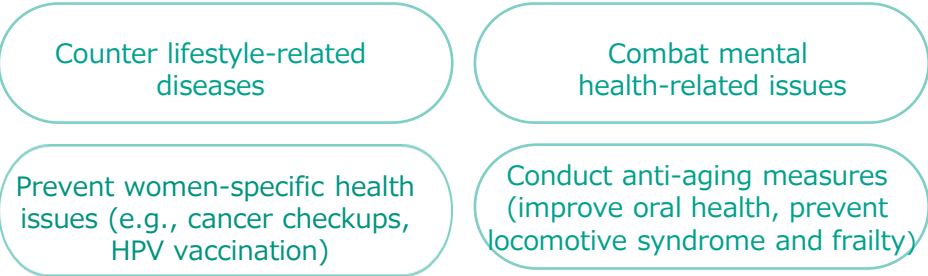 Counter lifestyle-related
diseases
Combat mental
health-related issues
Prevent women-specific health
issues (e.g., cancer checkups,
HPV vaccination)
Conduct anti-aging measures
(improve oral health, prevent
locomotive syndrome and frailty)